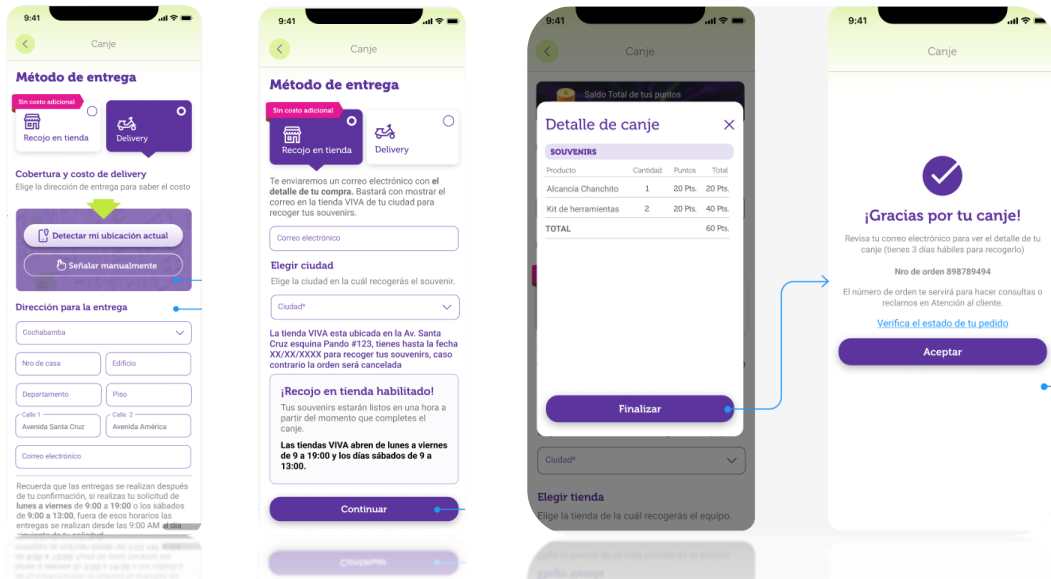 9:41
Canje
Método de entrega
Sin costo adicional
Recojo en tienda
Delivery
Cobertura y costo de delivery
Elige la dirección de entrega para saber el costo
Detectar mi ubicación actual
Señalar manualmente
Dirección para la entrega
Cochabamba
Nro de casa
Edificio
Departamento
Piso
Calle 1
Calle 2
Avenida Santa Cruz
Avenida América
Correo electrónico
Recuerda que las entregas se realizan después
de tu confirmación, si realizas tu solicitud de
lunes a viernes de 9:00 a 19:00 o los sábados
de 9:00 a 13:00, fuera de esos horarios las
entregas se realizan desde las 9:00 AM al día
siguiente de tu solicitud
9:41
Canje
Método de entrega
Sin costo adicional
Recojo en tienda
Delivery
Te enviaremos un correo electrónico con el
detalle de tu compra. Bastará con mostrar el
correo en la tienda VIVA de tu ciudad para
recoger tus souvenirs.
Correo electrónico
Elegir ciudad
Elige la ciudad en la cuál recogerás el souvenir.
Ciudad*
La tienda VIVA esta ubicada en la Av. Santa
Cruz esquina Pando #123, tienes hasta la fecha
XX/XX/XXXX para recoger tus souvenirs, caso
contrario la orden será cancelada
¡Recojo en tienda habilitado!
Tus souvenirs estarán listos en una hora a
partir del momento que completes el
canje.
Las tiendas VIVA abren de lunes a viernes
de 9 a 19:00 y los días sábados de 9 a
13:00.
Continuar
9:41
Canje
Saldo Total de tus puntos
Detalle de canje
SOUVENIRS
Producto Cantidad Puntos Total
Alcancía Chanchito 1 20 Pts. 20 Pts.
Kit de herramientas 2 20 Pts. 40 Pts.
TOTAL 60 Pts.
Finalizar
Ciudad*
Elegir tienda
Elige la tienda de la cuál recogerás el equipo.
9:41
Canje
¡Gracias por tu canje!
Revisa tu correo electrónico para ver el detalle de tu
canje (tienes 3 días hábiles para recogerlo)
Nro de orden 898789494
El número de orden te servirá para hacer consultas o
reclamos en Atención al cliente.
Verifica el estado de tu pedido
Aceptar